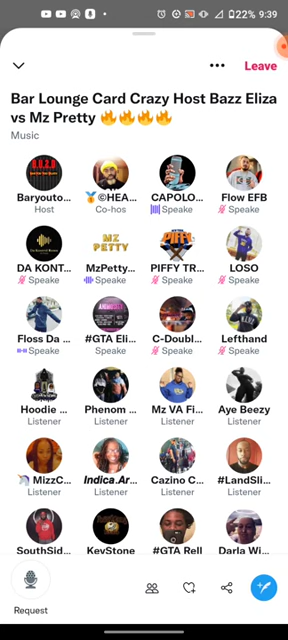 22% 9:39
Leave
Bar Lounge Card Crazy Host Bazz Eliza
vs Mz Pretty 🔥🔥🔥🔥
Music
Baryouto... 🏅©HEA... CAPOLO... Flow EFB
Host Co-hos Speake Speake
MZ
PETTY
PIFFY
DA KONT... MzPetty... PIFFY TR... LOSO
Speake Speake Speake Speake
Floss Da ... #GTA Eli... C-Doubl... Lefthand
Speake Speake Speake Speake
Hoodie ... Phenom ... Mz VA Fi... Aye Beezy
Listener Listener Listener Listener
🦄MizzC... Indica.Ar... Cazino C... #LandSli...
Listener Listener Listener Listener
SouthSid... KeyStone #GTA Rell Darla Wi...
Request